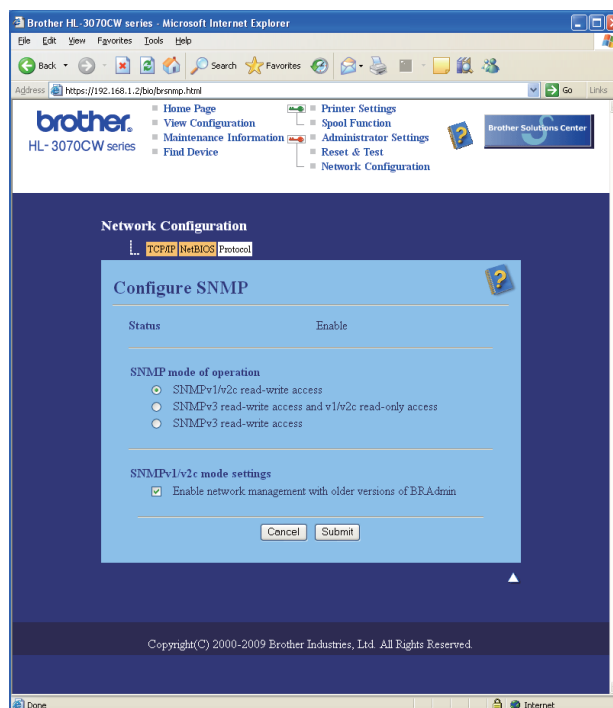 Brother HL-3070CW series - Microsoft Internet Explorer
File Edit View Favorites Tools Help
Back Search Favorites
Address https://192.168.1.2/bio/brsnmp.html Go Links
brother.
HL-3070CW series
Home Page
View Configuration
Maintenance Information
Find Device
Printer Settings
Spool Function
Administrator Settings
Reset & Test
Network Configuration
Brother Solutions Center
Network Configuration
TCP/IP NetBIOS Protocol
Configure SNMP
Status Enable
SNMP mode of operation
SNMPv1/v2c read-write access
SNMPv3 read-write access and v1/v2c read-only access
SNMPv3 read-write access
SNMPv1/v2c mode settings
Enable network management with older versions of BRAdmin
Cancel Submit
Copyright(C) 2000-2009 Brother Industries, Ltd. All Rights Reserved.
Done Internet